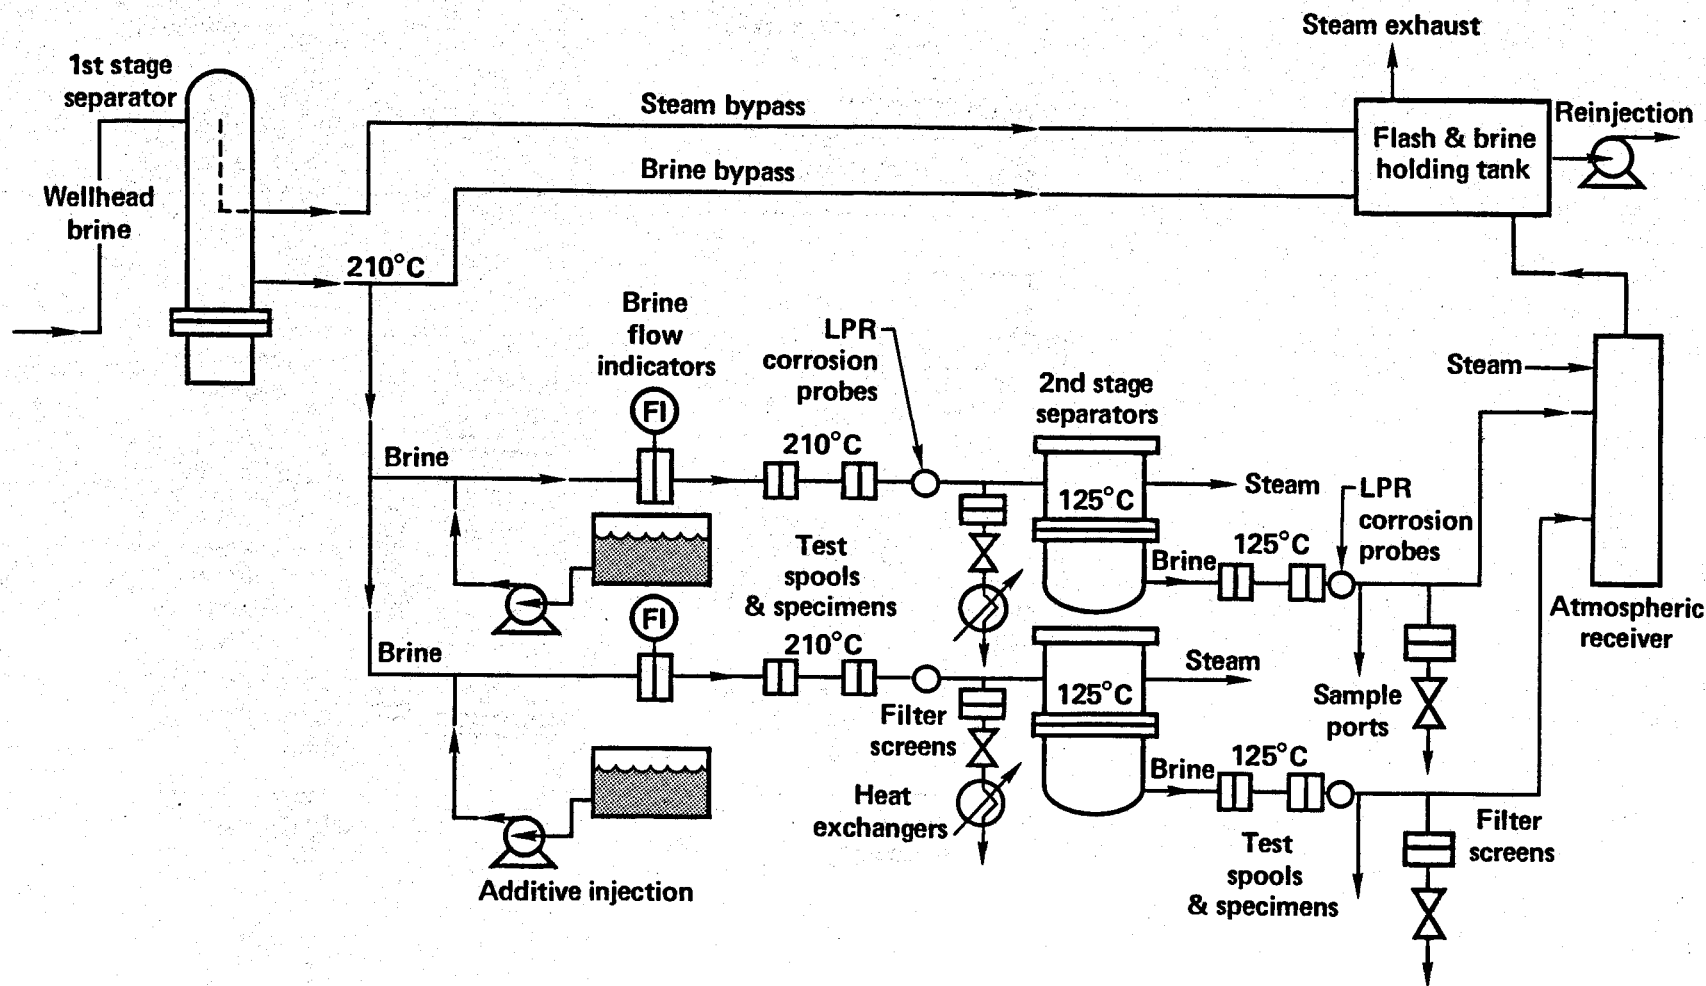 Steam exhaust
1st stage
separator
Steam bypass
Reinjection
Flash & brine
holding tank
Brine bypass
Wellhead
brine
210°C
Brine
flow
indicators
LPR
corrosion
probes
Steam
2nd stage
separators
FI
210°C
Brine
125°C
Steam
LPR
corrosion
probes
Test
spools
& specimens
Brine
125°C
Atmospheric
receiver
FI
210°C
Brine
125°C
Steam
Sample
ports
Filter
screens
Brine
125°C
Heat
exchangers
Filter
screens
Test
spools
& specimens
Additive injection